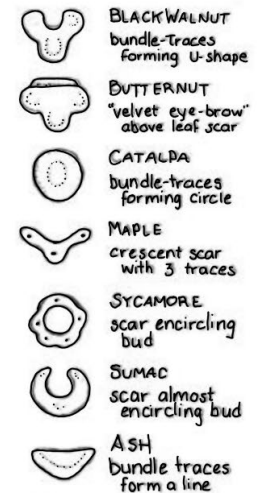 BLACK WALNUT
bundle-Traces
forming U-shape
BUTTERNUT
"velvet eye-brow"
above leaf scar
CATALPA
bundle-traces
forming circle
MAPLE
crescent scar
with 3 traces
SYCAMORE
scar encircling
bud
SUMAC
scar almost
encircling bud
ASH
bundle traces
form a line